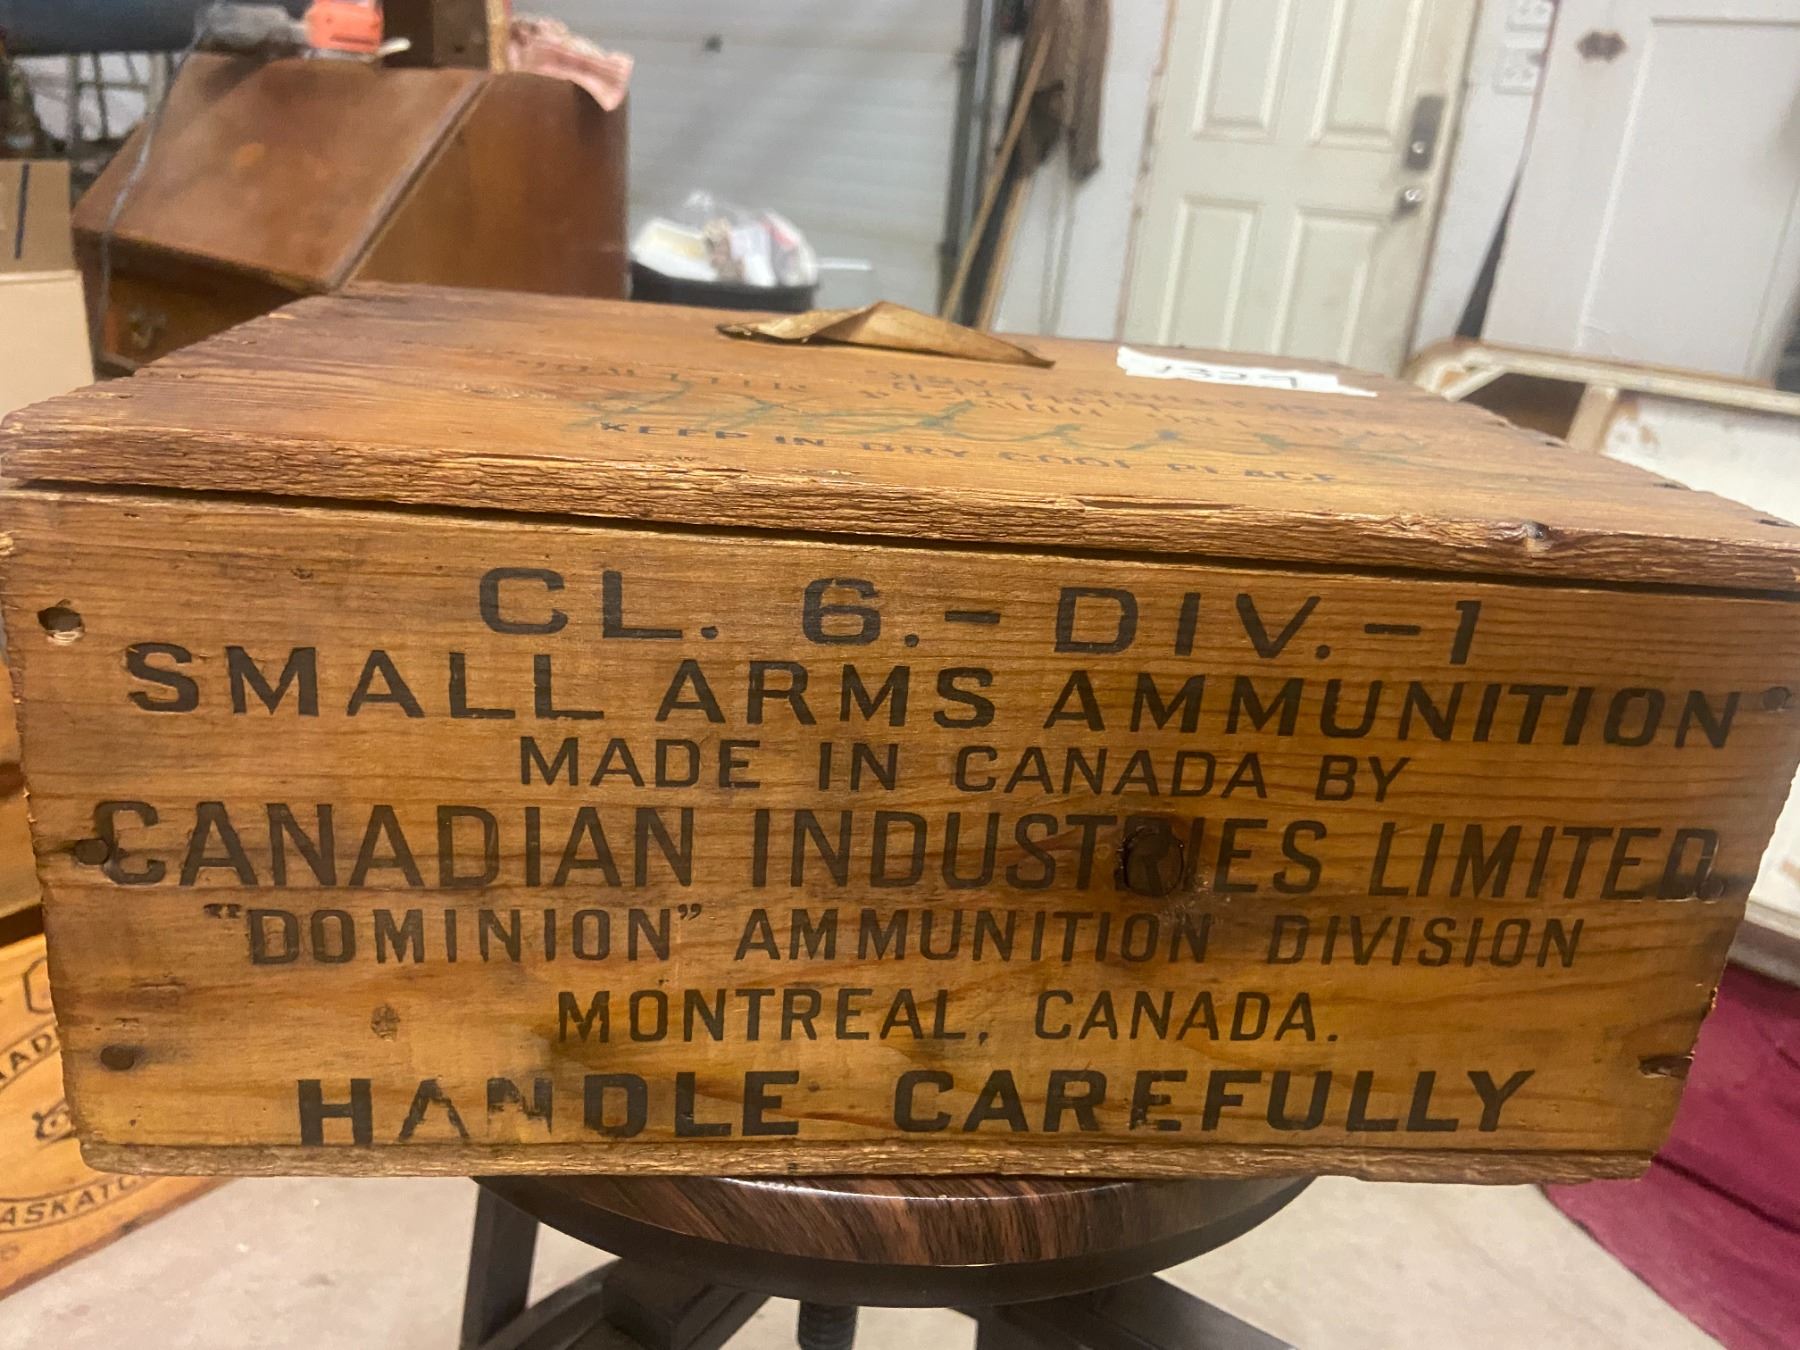 1329
KEEP IN DRY COOL PLACE
CL. 6.- DIV.-1
SMALL ARMS AMMUNITION
MADE IN CANADA BY
CANADIAN INDUSTRIES LIMITED.
"DOMINION" AMMUNITION DIVISION
MONTREAL, CANADA.
HANDLE CAREFULLY